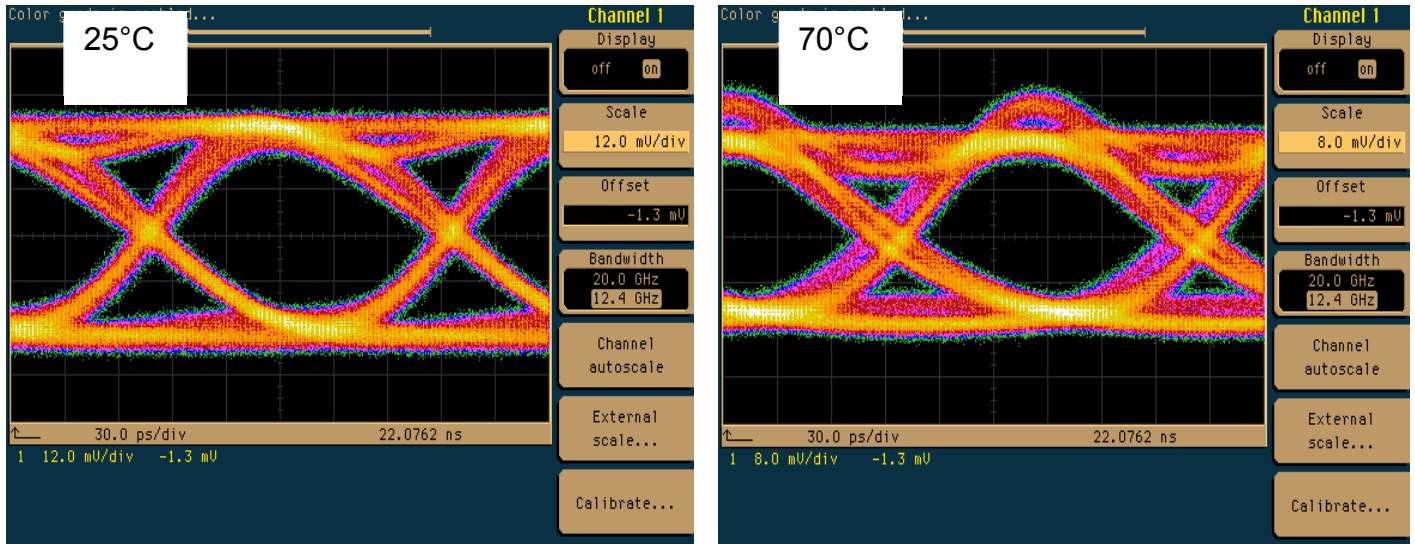 Color g
25°C
Channel 1
Display
off on
Scale
12.0 mV/div
Offset
-1.3 mV
Bandwidth
20.0 GHz
12.4 GHz
Channel
autoscale
External
scale...
Calibrate...
30.0 ps/div 22.0762 ns
1 12.0 mV/div -1.3 mV
Color g
70°C
Channel 1
Display
off on
Scale
8.0 mV/div
Offset
-1.3 mV
Bandwidth
20.0 GHz
12.4 GHz
Channel
autoscale
External
scale...
Calibrate...
30.0 ps/div 22.0762 ns
1 8.0 mV/div -1.3 mV